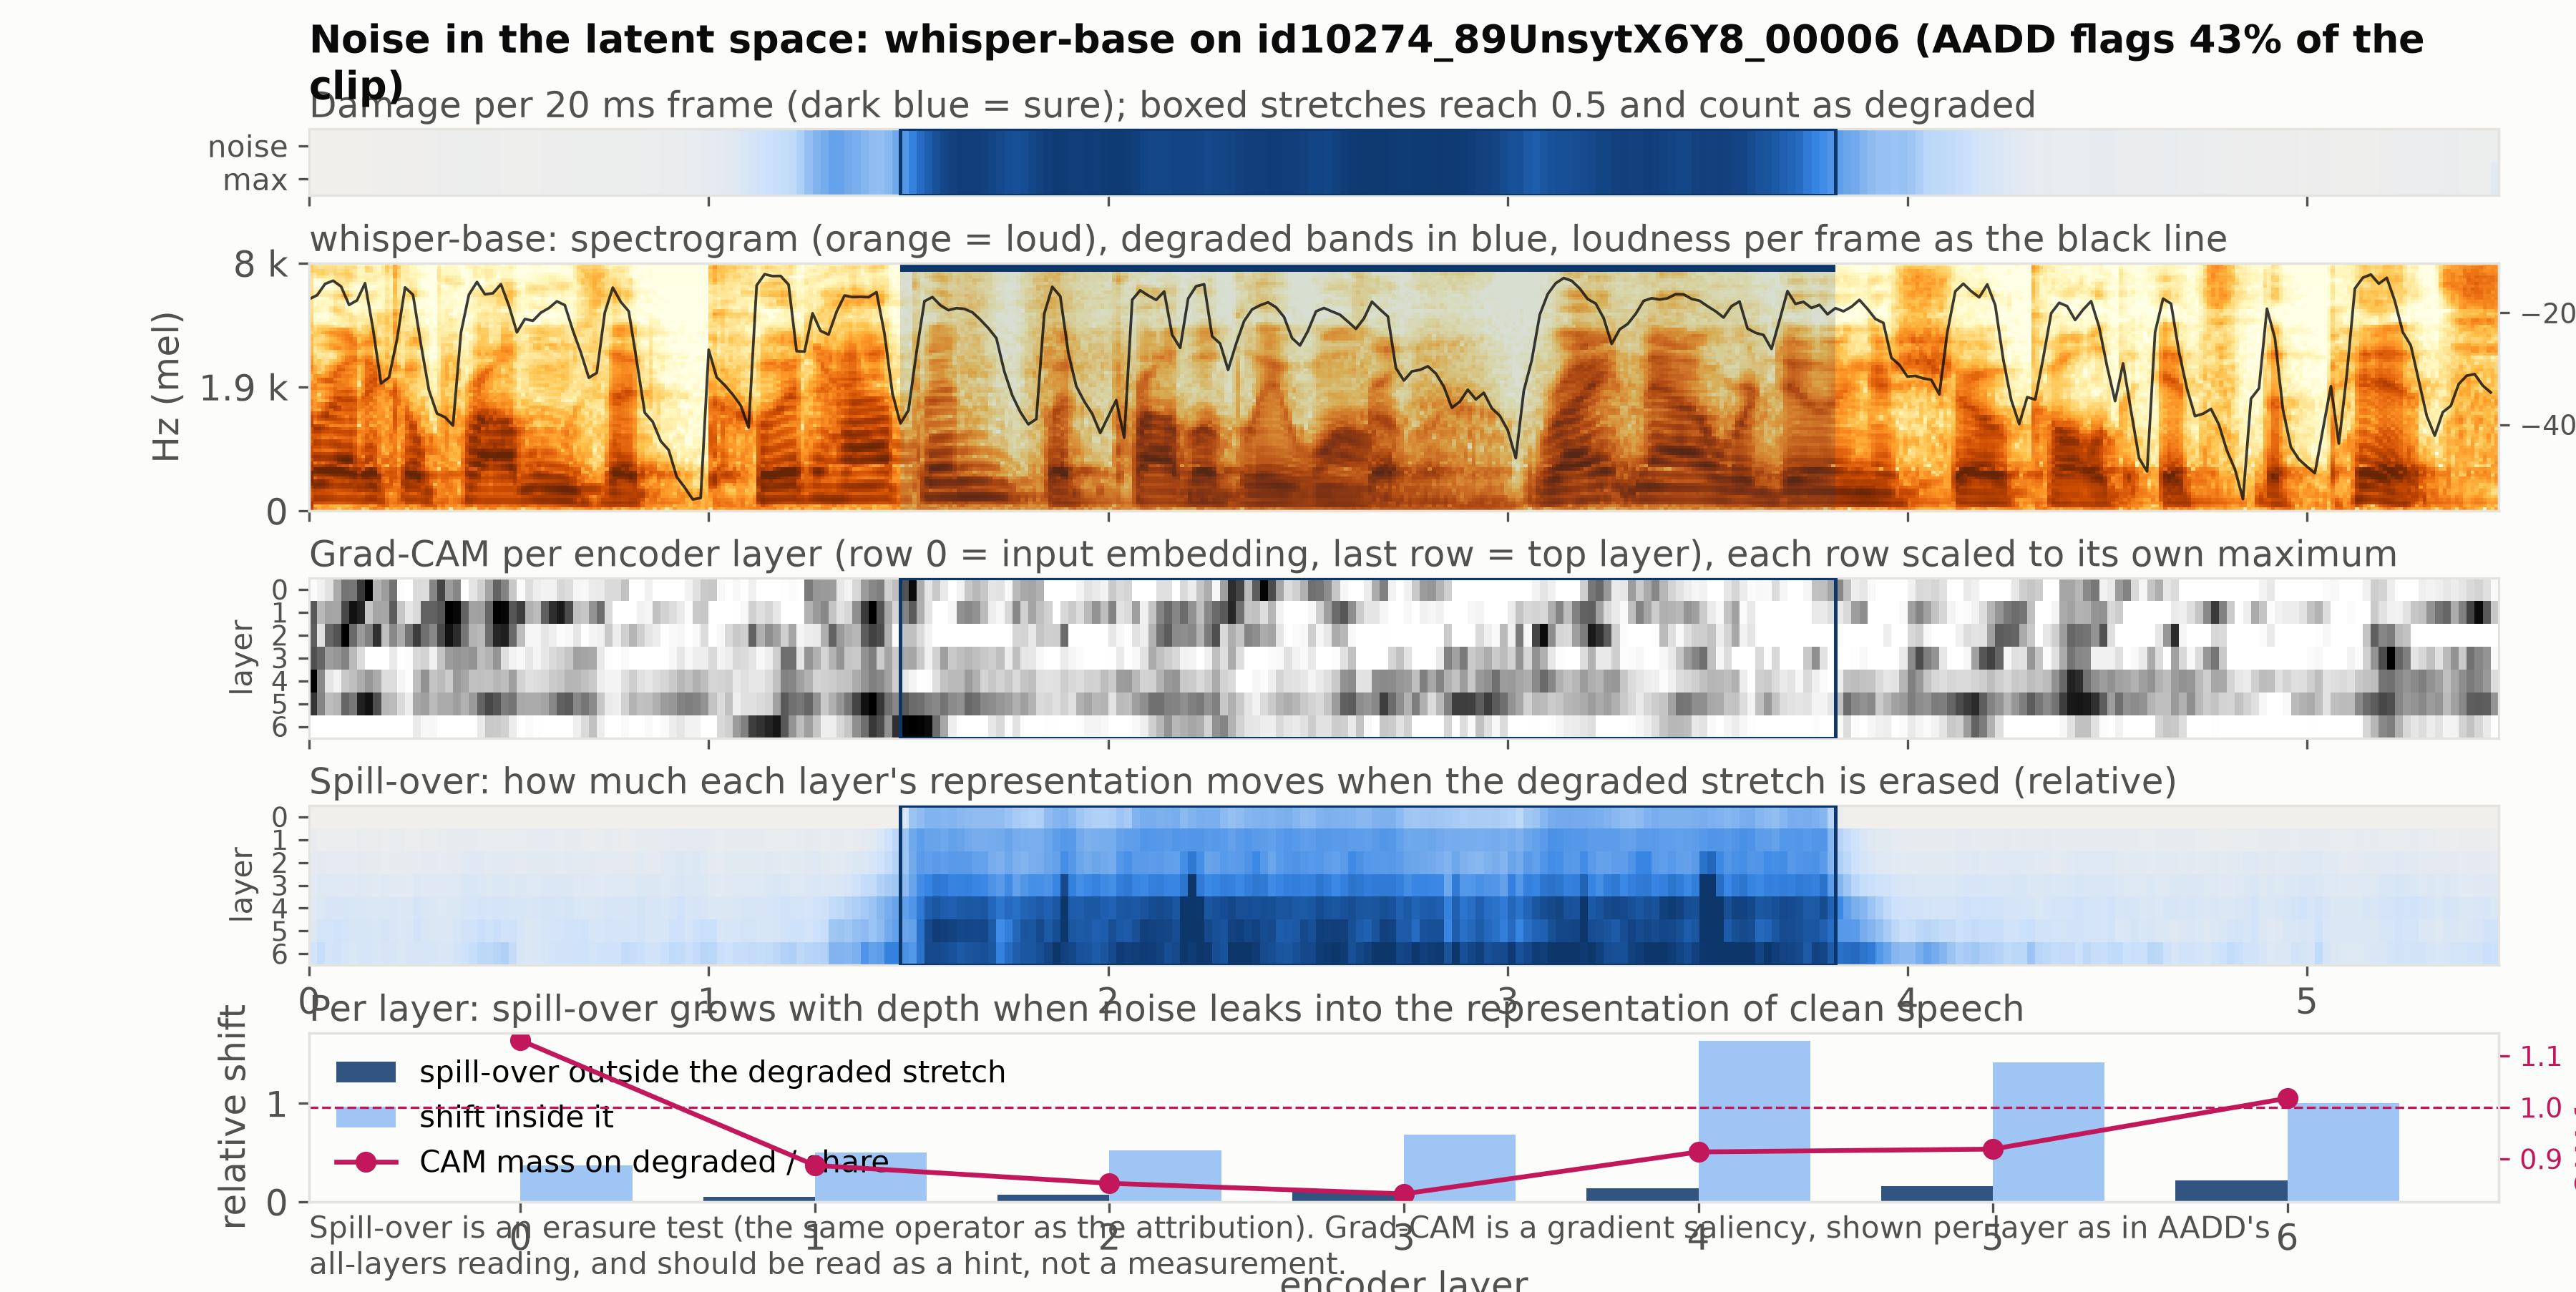 Noise in the latent space: whisper-base on id10274_89UnsytX6Y8_00006 (AADD flags 43% of the
clip)
Damage per 20 ms frame (dark blue = sure); boxed stretches reach 0.5 and count as degraded
noise
max
whisper-base: spectrogram (orange = loud), degraded bands in blue, loudness per frame as the black line
8 k
1.9 k
0
Hz (mel)
−20
−40
Grad-CAM per encoder layer (row 0 = input embedding, last row = top layer), each row scaled to its own maximum
layer
0
1
2
3
4
5
6
Spill-over: how much each layer's representation moves when the degraded stretch is erased (relative)
layer
0
1
2
3
4
5
6
0 1 2 3 4 5
Per layer: spill-over grows with depth when noise leaks into the representation of clean speech
relative shift
1
0
spill-over outside the degraded stretch
shift inside it
CAM mass on degraded / share
1.1
1.0
0.9
0 1 2 3 4 5 6
encoder layer
Spill-over is an erasure test (the same operator as the attribution). Grad-CAM is a gradient saliency, shown per layer as in AADD's
all-layers reading, and should be read as a hint, not a measurement.